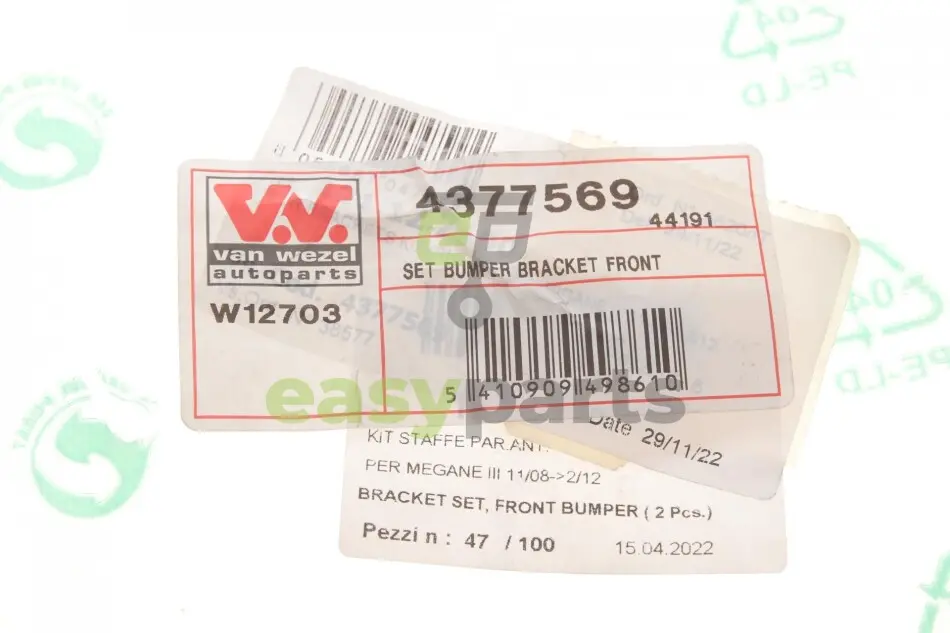 4377569
44191
V.V.
van wezel
autoparts
SET BUMPER BRACKET FRONT
W12703
5 410909 498610
easyparts
Date 29/11/22
KIT STAFFE PAR.ANT.
PER MEGANE III 11/08->2/12
BRACKET SET, FRONT BUMPER ( 2 Pcs.)
Pezzi n : 47 / 100
15.04.2022
PE-LD
PE-LD